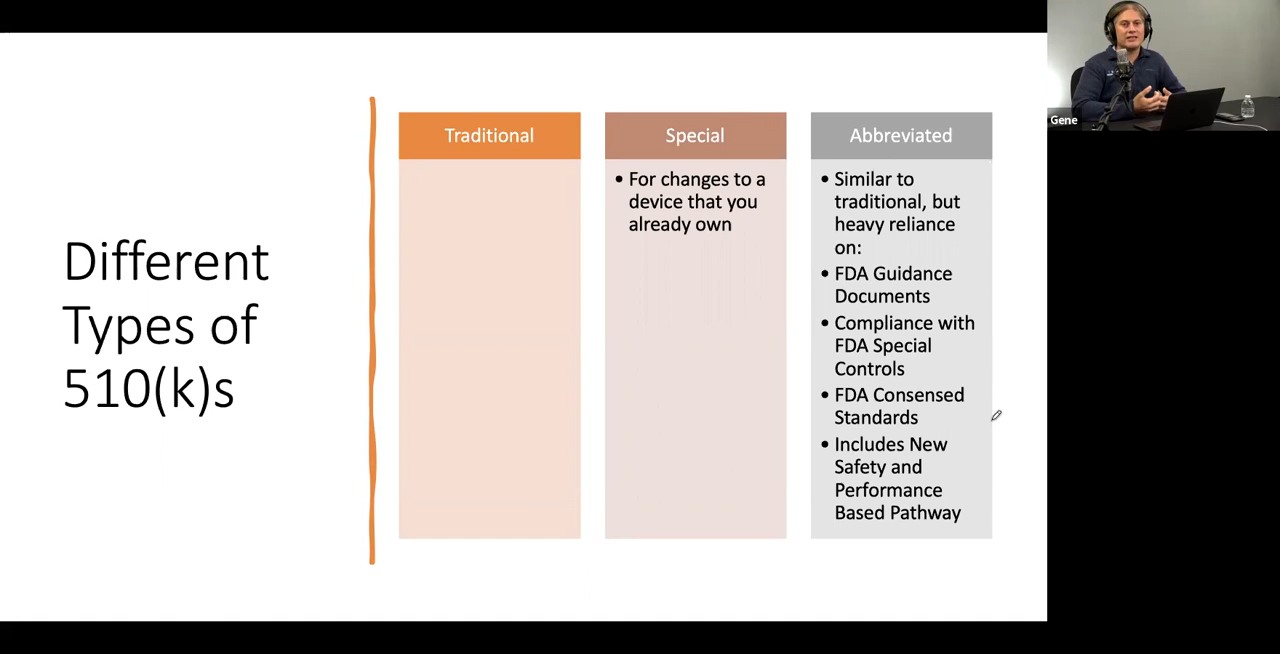 Different
Types of
510(k)s
Traditional
Special
• For changes to a
device that you
already own
Abbreviated
• Similar to
traditional, but
heavy reliance
on:
• FDA Guidance
Documents
• Compliance with
FDA Special
Controls
• FDA Consensed
Standards
• Includes New
Safety and
Performance
Based Pathway
Gene